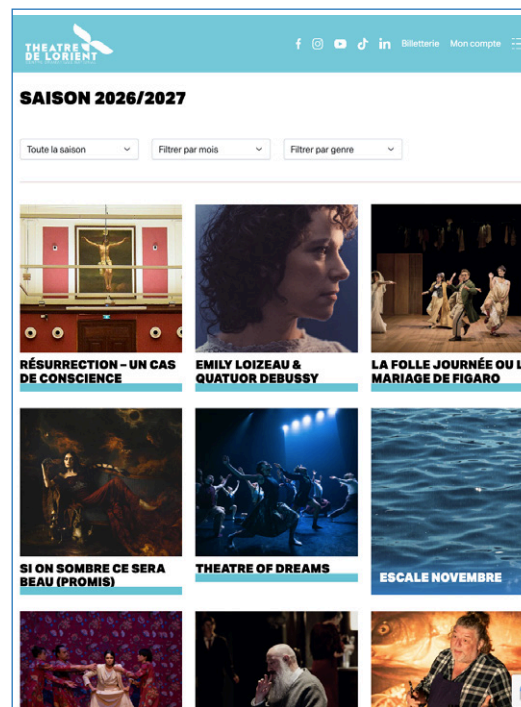 THEATRE
DE LORIENT
Billetterie Mon compte
SAISON 2026/2027
Toute la saison Filtrer par mois Filtrer par genre
RÉSURRECTION – UN CAS
DE CONSCIENCE
EMILY LOIZEAU &
QUATUOR DEBUSSY
LA FOLLE JOURNÉE OU L
MARIAGE DE FIGARO
SI ON SOMBRE CE SERA
BEAU (PROMIS)
THEATRE OF DREAMS
ESCALE NOVEMBRE